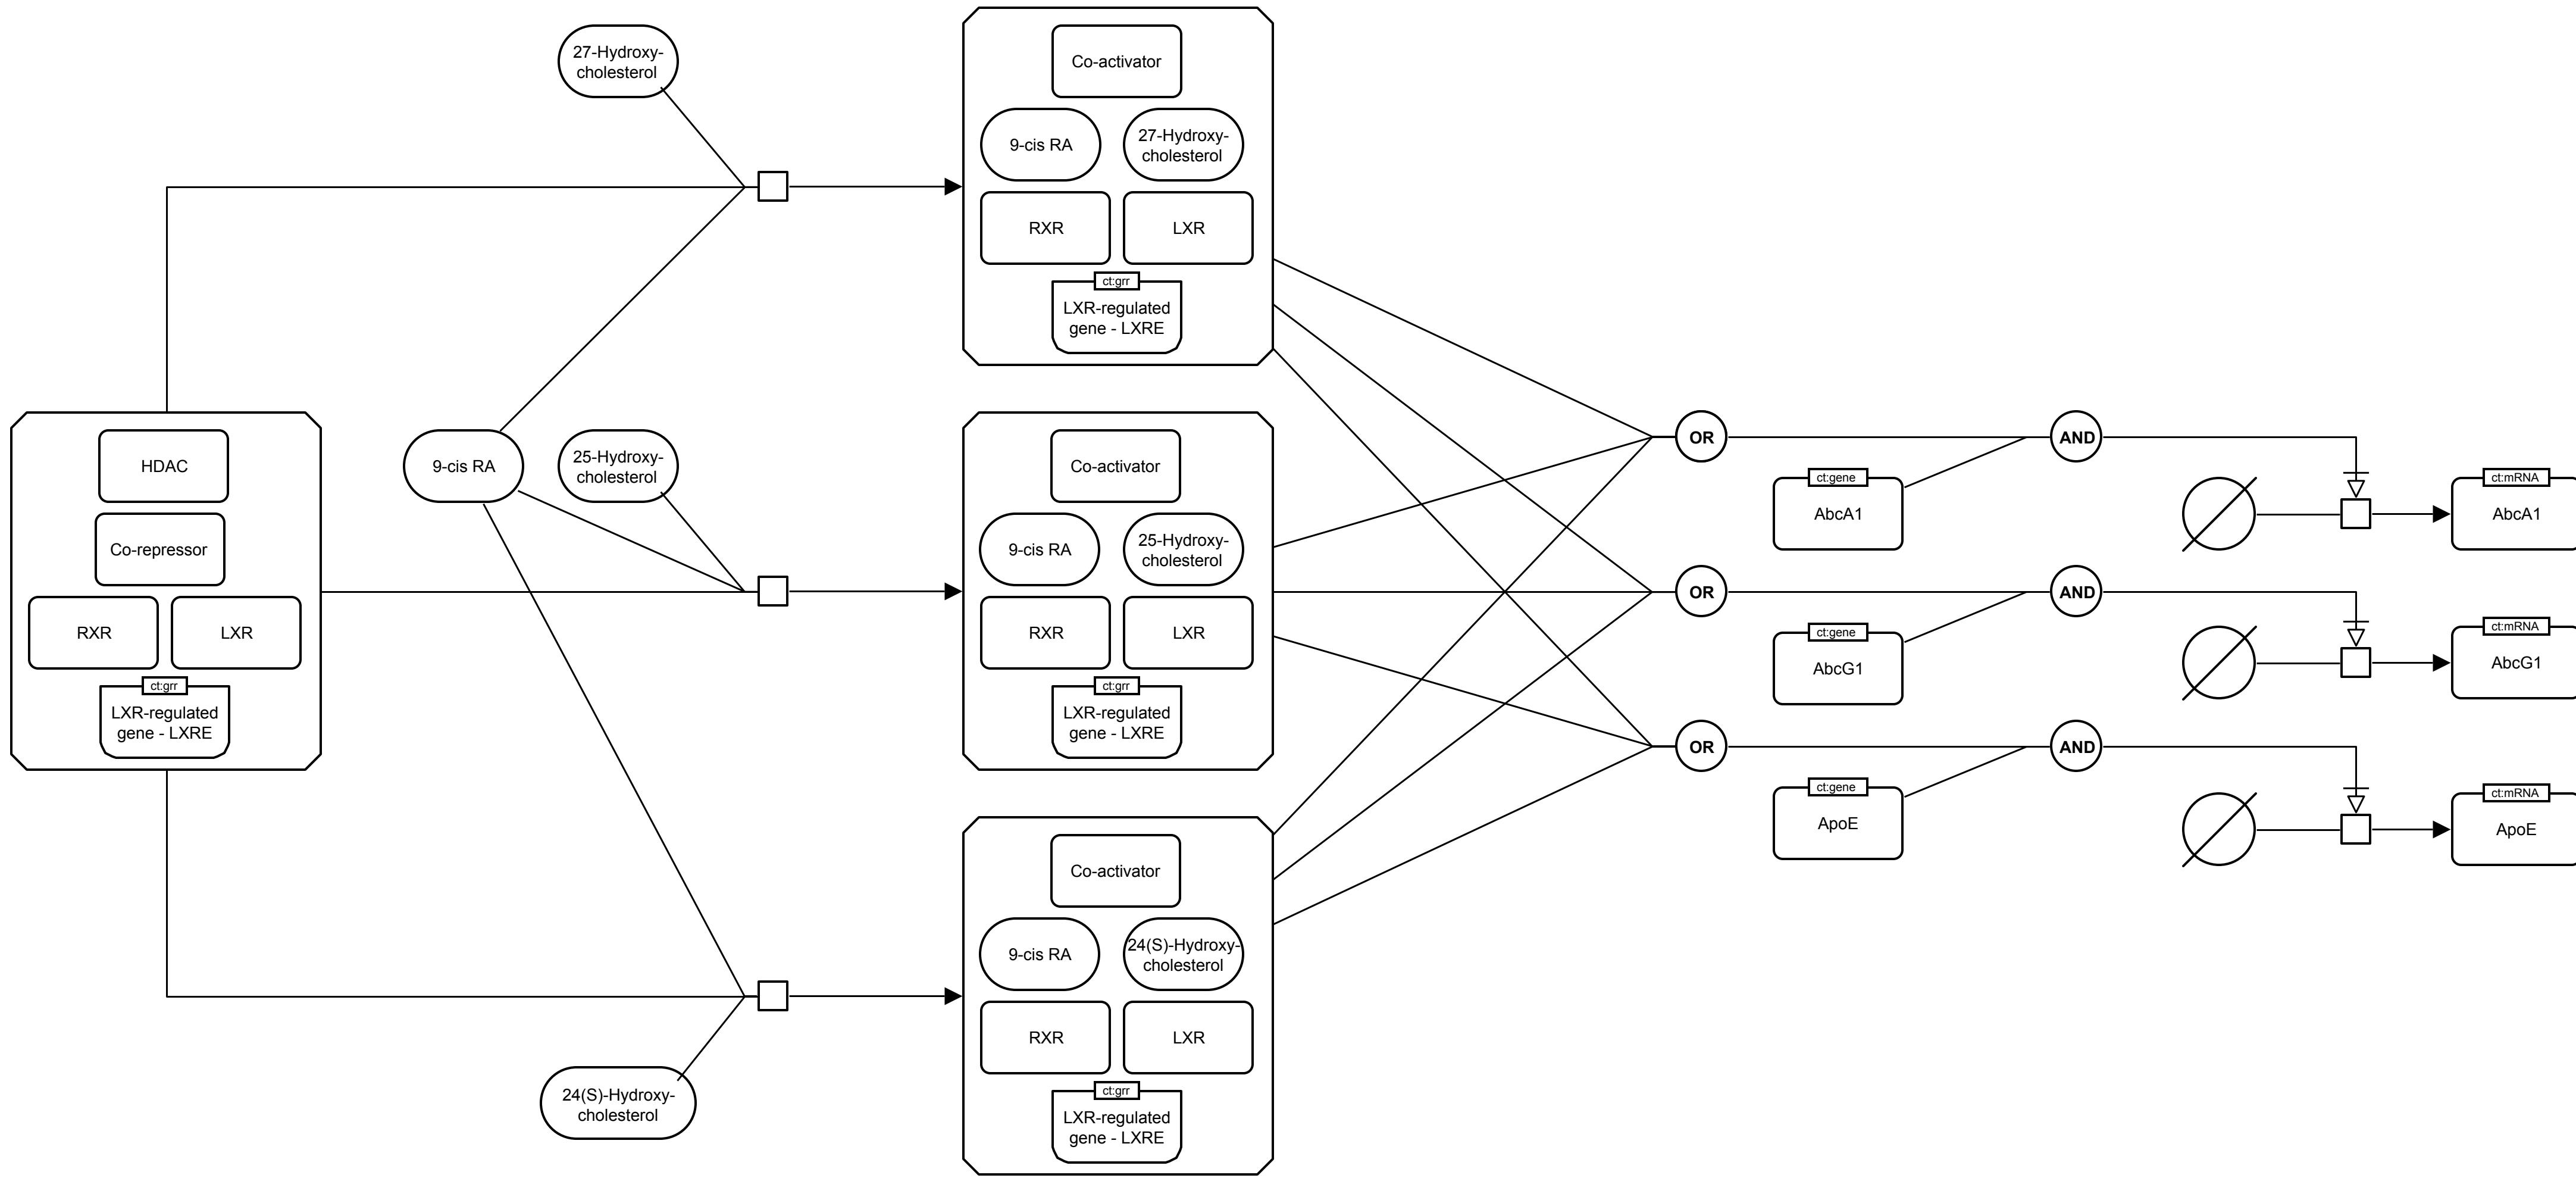 27-Hydroxy-
cholesterol
Co-activator
9-cis RA
27-Hydroxy-
cholesterol
RXR
LXR
ct:grr
LXR-regulated
gene - LXRE
HDAC
Co-repressor
RXR
LXR
ct:grr
LXR-regulated
gene - LXRE
9-cis RA
25-Hydroxy-
cholesterol
Co-activator
9-cis RA
25-Hydroxy-
cholesterol
RXR
LXR
ct:grr
LXR-regulated
gene - LXRE
24(S)-Hydroxy-
cholesterol
Co-activator
9-cis RA
24(S)-Hydroxy-
cholesterol
RXR
LXR
ct:grr
LXR-regulated
gene - LXRE
OR
AND
ct:gene
AbcA1
ct:mRNA
AbcA1
OR
AND
ct:gene
AbcG1
ct:mRNA
AbcG1
OR
AND
ct:gene
ApoE
ct:mRNA
ApoE